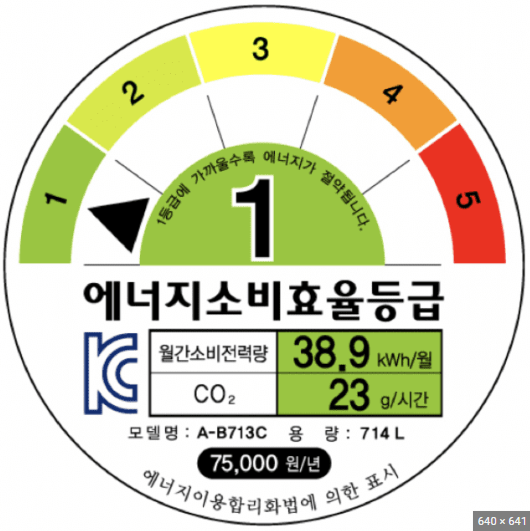 1
2
3
4
5
1등급에 가까울수록 에너지가 절약됩니다.
1
에너지소비효율등급
KC
월간소비전력량 38.9 kWh/월
CO₂ 23 g/시간
모델명 : A-B713C 용 량 : 714 L
75,000 원/년
에너지이용합리화법에 의한 표시
640 × 641